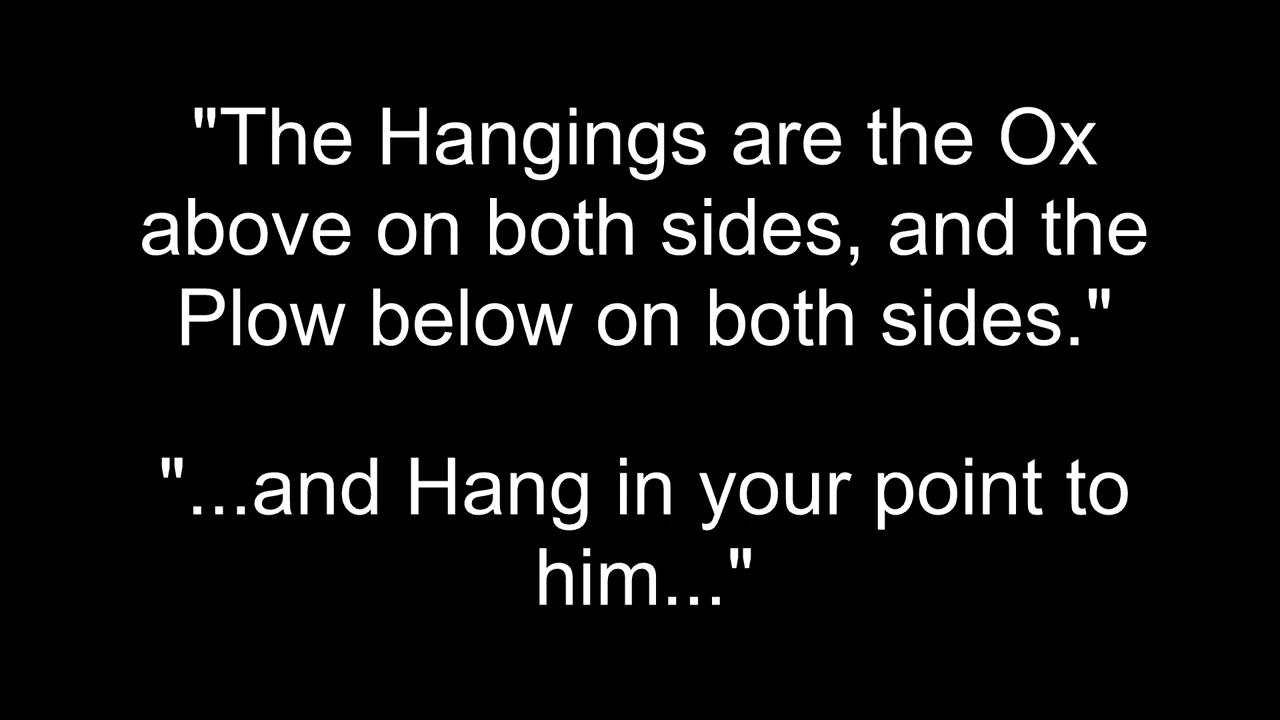 "The Hangings are the Ox
above on both sides, and the
Plow below on both sides."
"...and Hang in your point to
him..."